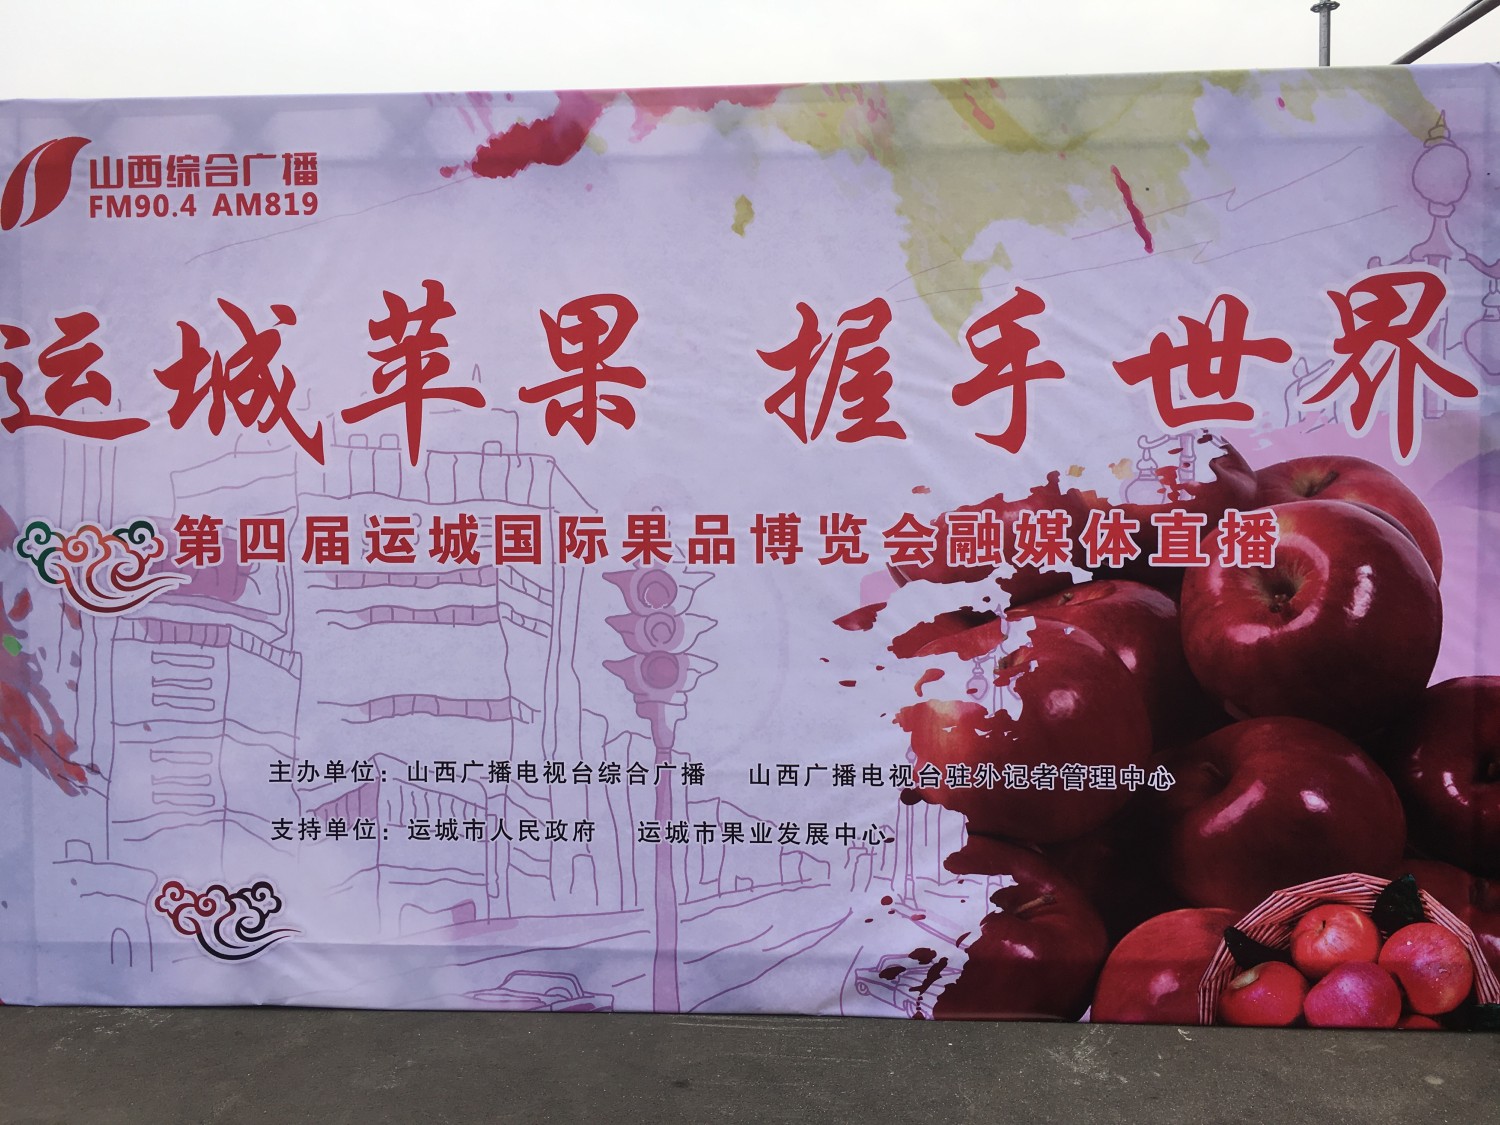 山西综合广播
FM90.4 AM819
运城苹果 握手世界
第四届运城国际果品博览会融媒体直播
主办单位：山西广播电视台综合广播 山西广播电视台驻外记者管理中心
支持单位：运城市人民政府 运城市果业发展中心